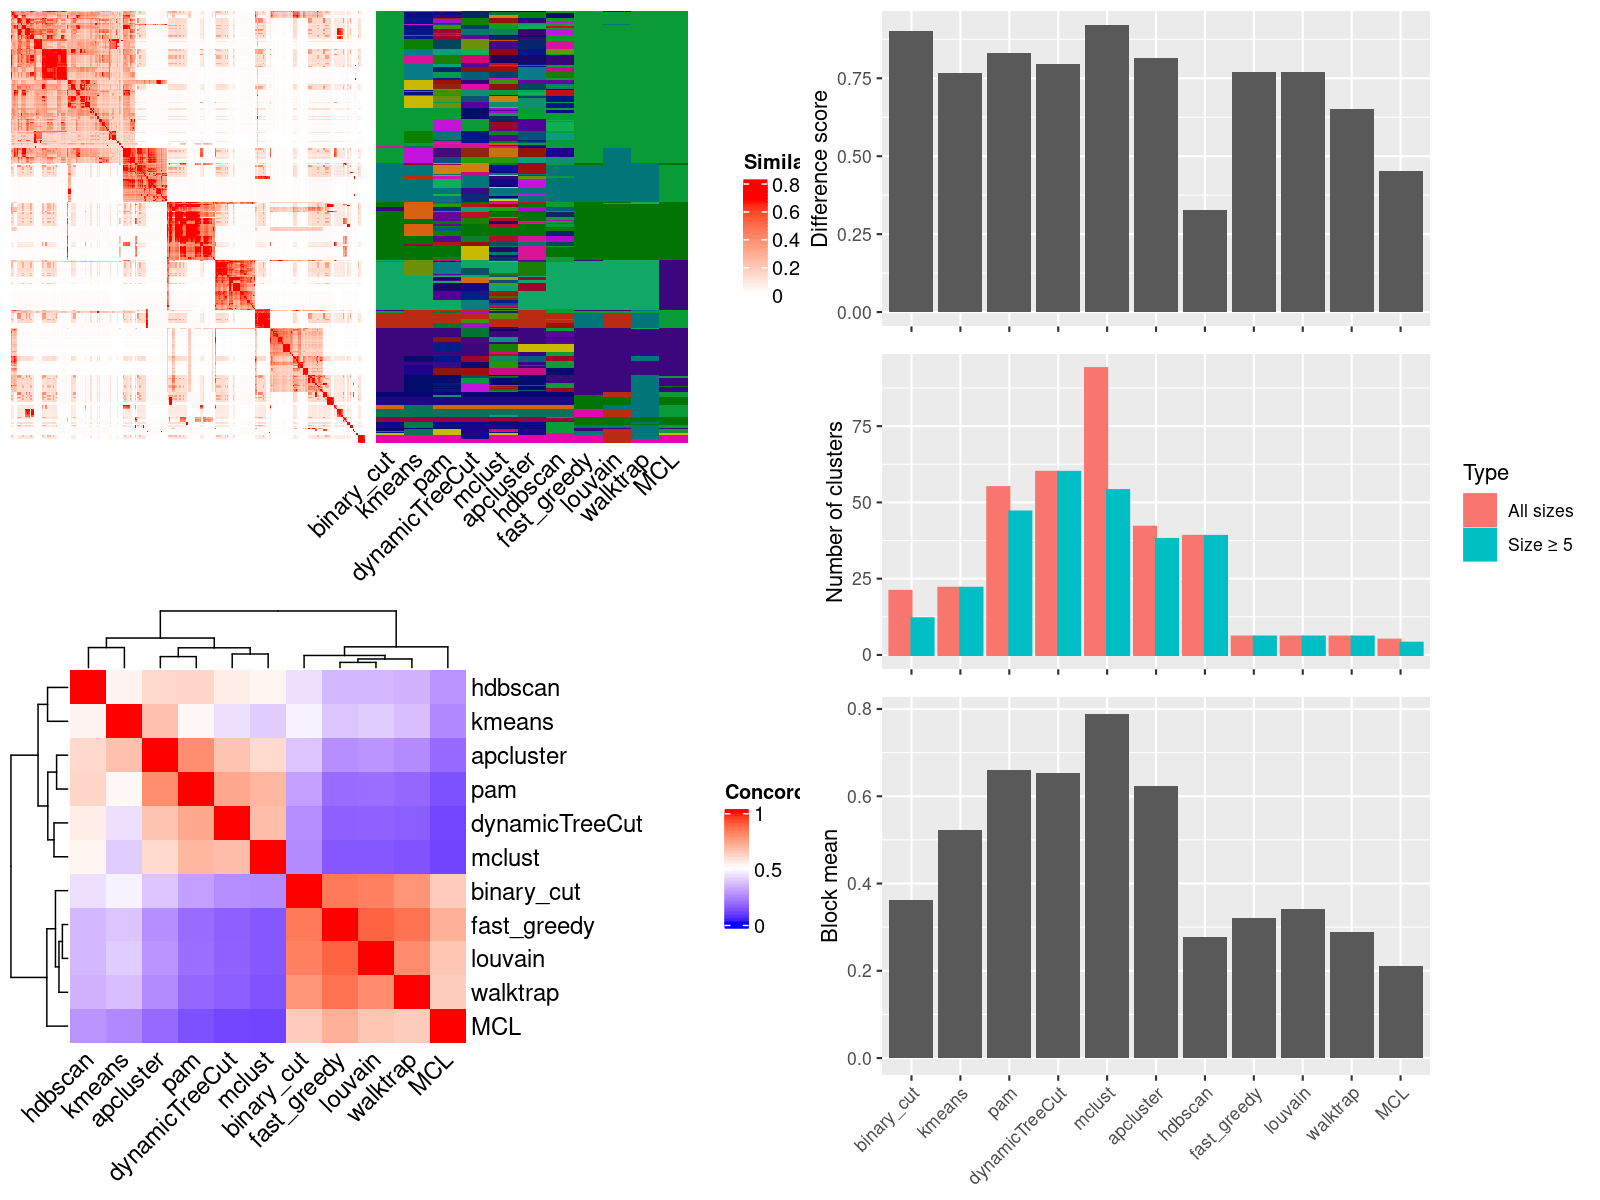 Simila
0.8
0.6
0.4
0.2
0
binary_cut
kmeans
pam
dynamicTreeCut
mclust
apcluster
hdbscan
fast_greedy
louvain
walktrap
MCL
Difference score
0.75
0.50
0.25
0.00
Number of clusters
75
50
25
0
Type
All sizes
Size ≥ 5
hdbscan
kmeans
apcluster
pam
dynamicTreeCut
mclust
binary_cut
fast_greedy
louvain
walktrap
MCL
hdbscan
kmeans
apcluster
pam
dynamicTreeCut
mclust
binary_cut
fast_greedy
louvain
walktrap
MCL
Concord
1
0.5
0
Block mean
0.8
0.6
0.4
0.2
0.0
binary_cut
kmeans
pam
dynamicTreeCut
mclust
apcluster
hdbscan
fast_greedy
louvain
walktrap
MCL